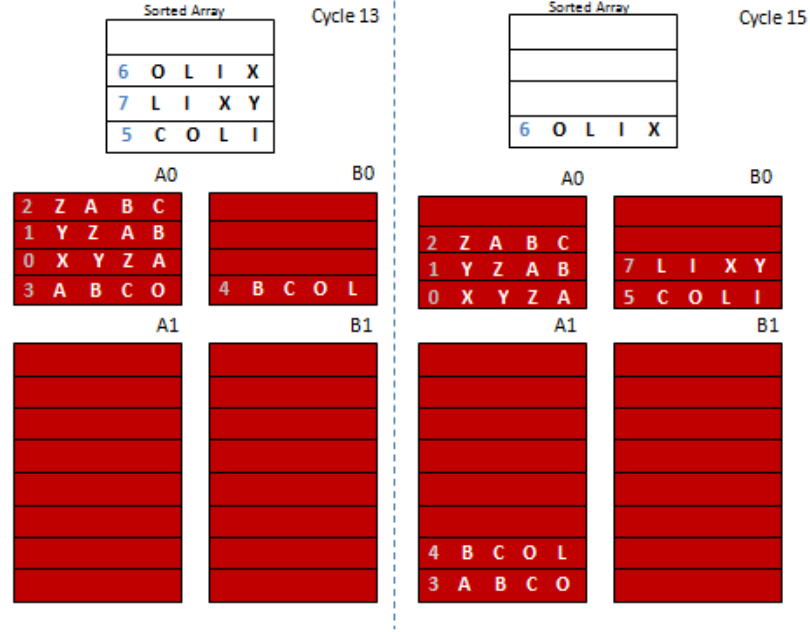 Sorted Array
Cycle 13
6 O L I X
7 L I X Y
5 C O L I
A0
B0
2 Z A B C
1 Y Z A B
0 X Y Z A
3 A B C O
4 B C O L
A1
B1
Sorted Array
Cycle 15
6 O L I X
A0
B0
2 Z A B C
1 Y Z A B
0 X Y Z A
7 L I X Y
5 C O L I
A1
B1
4 B C O L
3 A B C O